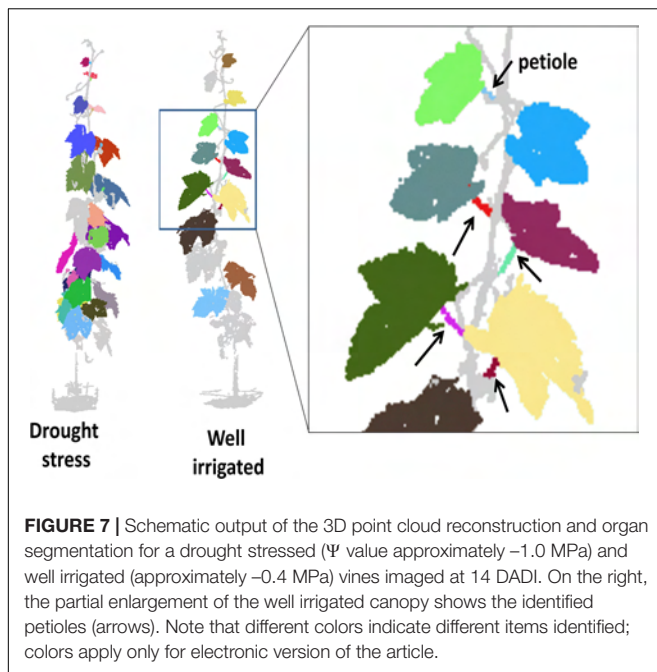 petiole
Drought
stress
Well
irrigated
FIGURE 7 | Schematic output of the 3D point cloud reconstruction and organ
segmentation for a drought stressed (Ψ value approximately –1.0 MPa) and
well irrigated (approximately –0.4 MPa) vines imaged at 14 DADI. On the right,
the partial enlargement of the well irrigated canopy shows the identified
petioles (arrows). Note that different colors indicate different items identified;
colors apply only for electronic version of the article.